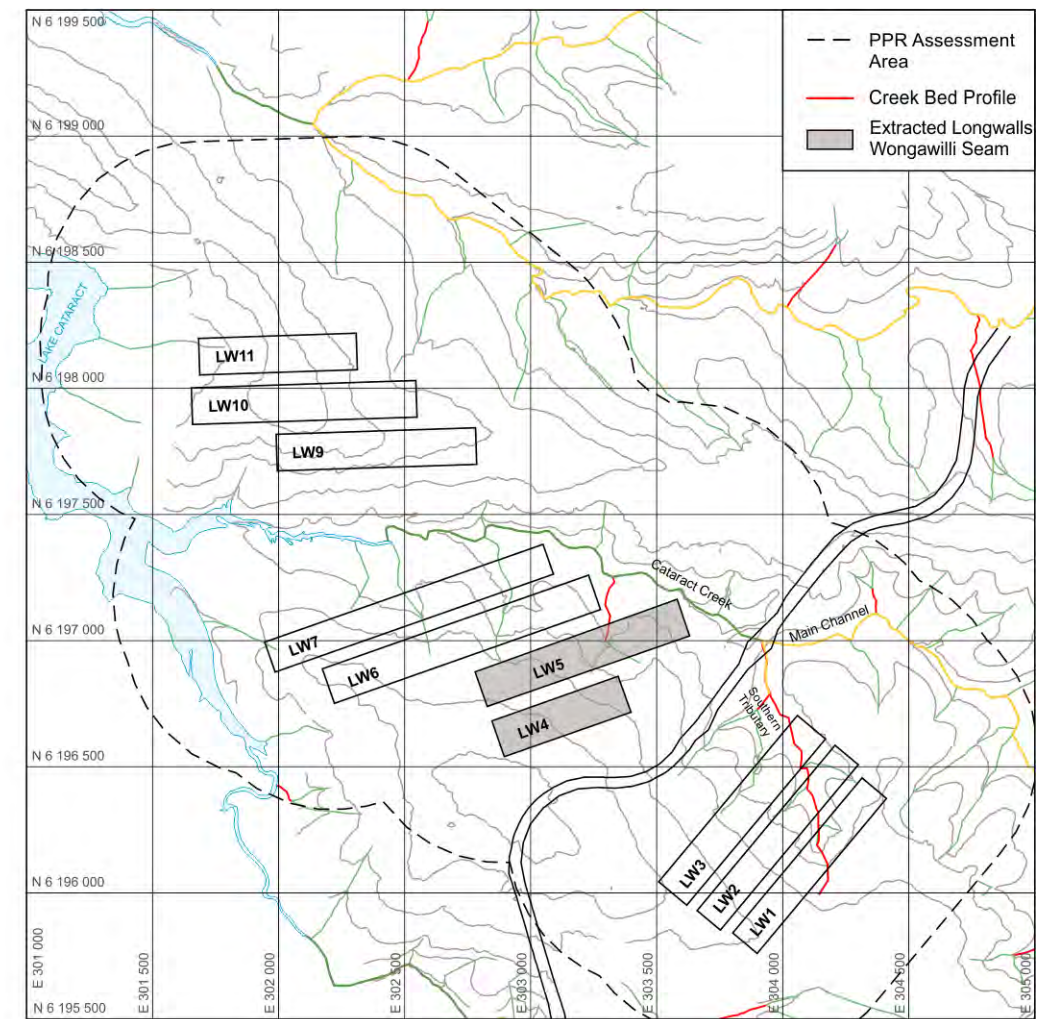 N 6 199 500
PPR Assessment
Area
Creek Bed Profile
Extracted Longwalls
Wongawilli Seam
N 6 199 000
N 6 198 500
LAKE CATARACT
LW11
N 6 198 000
LW10
LW9
N 6 197 500
Cataract Creek
Main Channel
N 6 197 000
LW7
LW6
LW5
LW4
Southern
Tributary
N 6 196 500
LW3
LW2
LW1
N 6 196 000
E 301 000
E 301 500
E 302 000
E 302 500
E 303 000
E 303 500
E 304 000
E 304 500
E 305 000
N 6 195 500